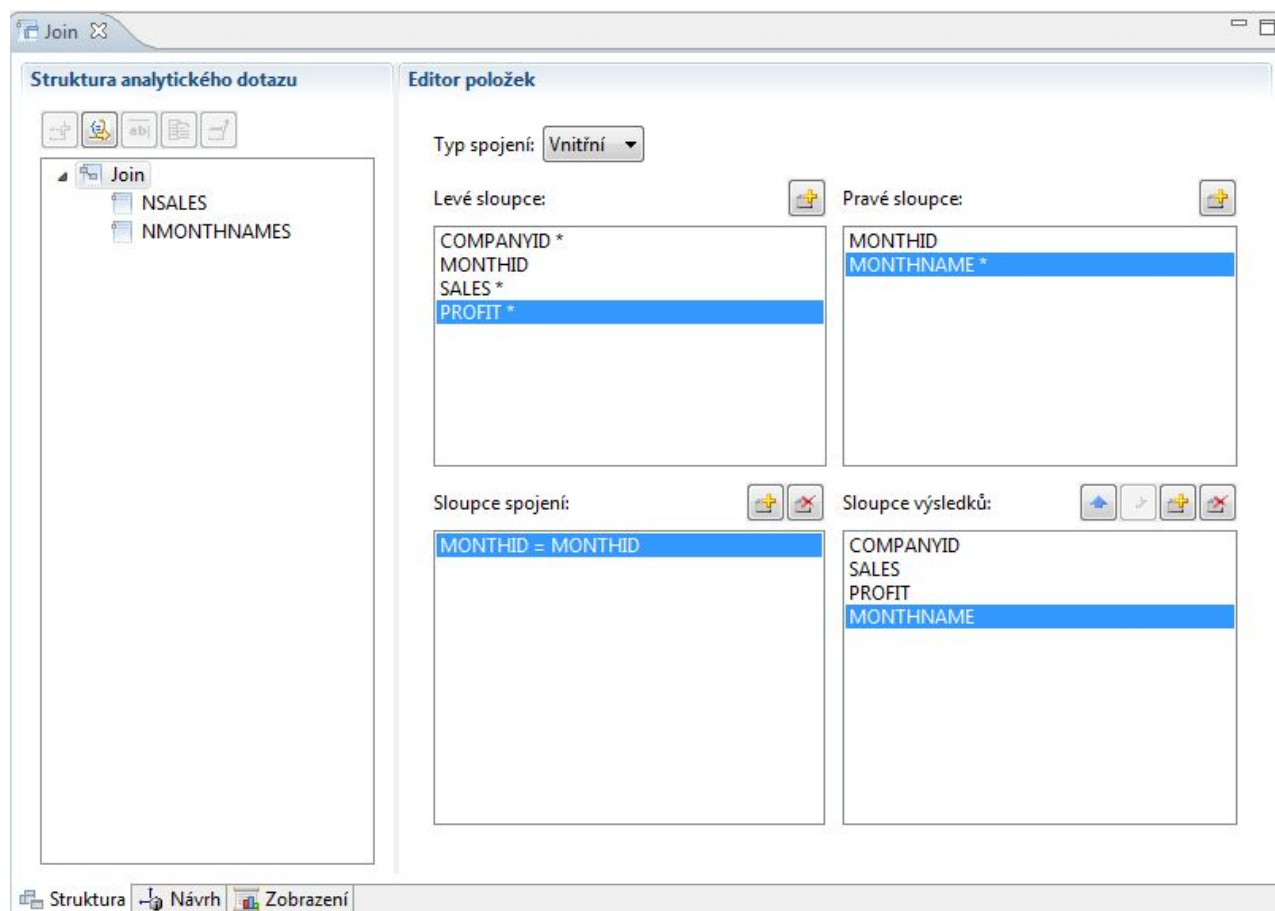 Join
Struktura analytického dotazu
Editor položek
ab|
Typ spojení: Vnitřní
Join
NSALES
NMONTHNAMES
Levé sloupce:
COMPANYID *
MONTHID
SALES *
PROFIT *
Pravé sloupce:
MONTHID
MONTHNAME *
Sloupce spojení:
MONTHID = MONTHID
Sloupce výsledků:
COMPANYID
SALES
PROFIT
MONTHNAME
Struktura Návrh Zobrazení